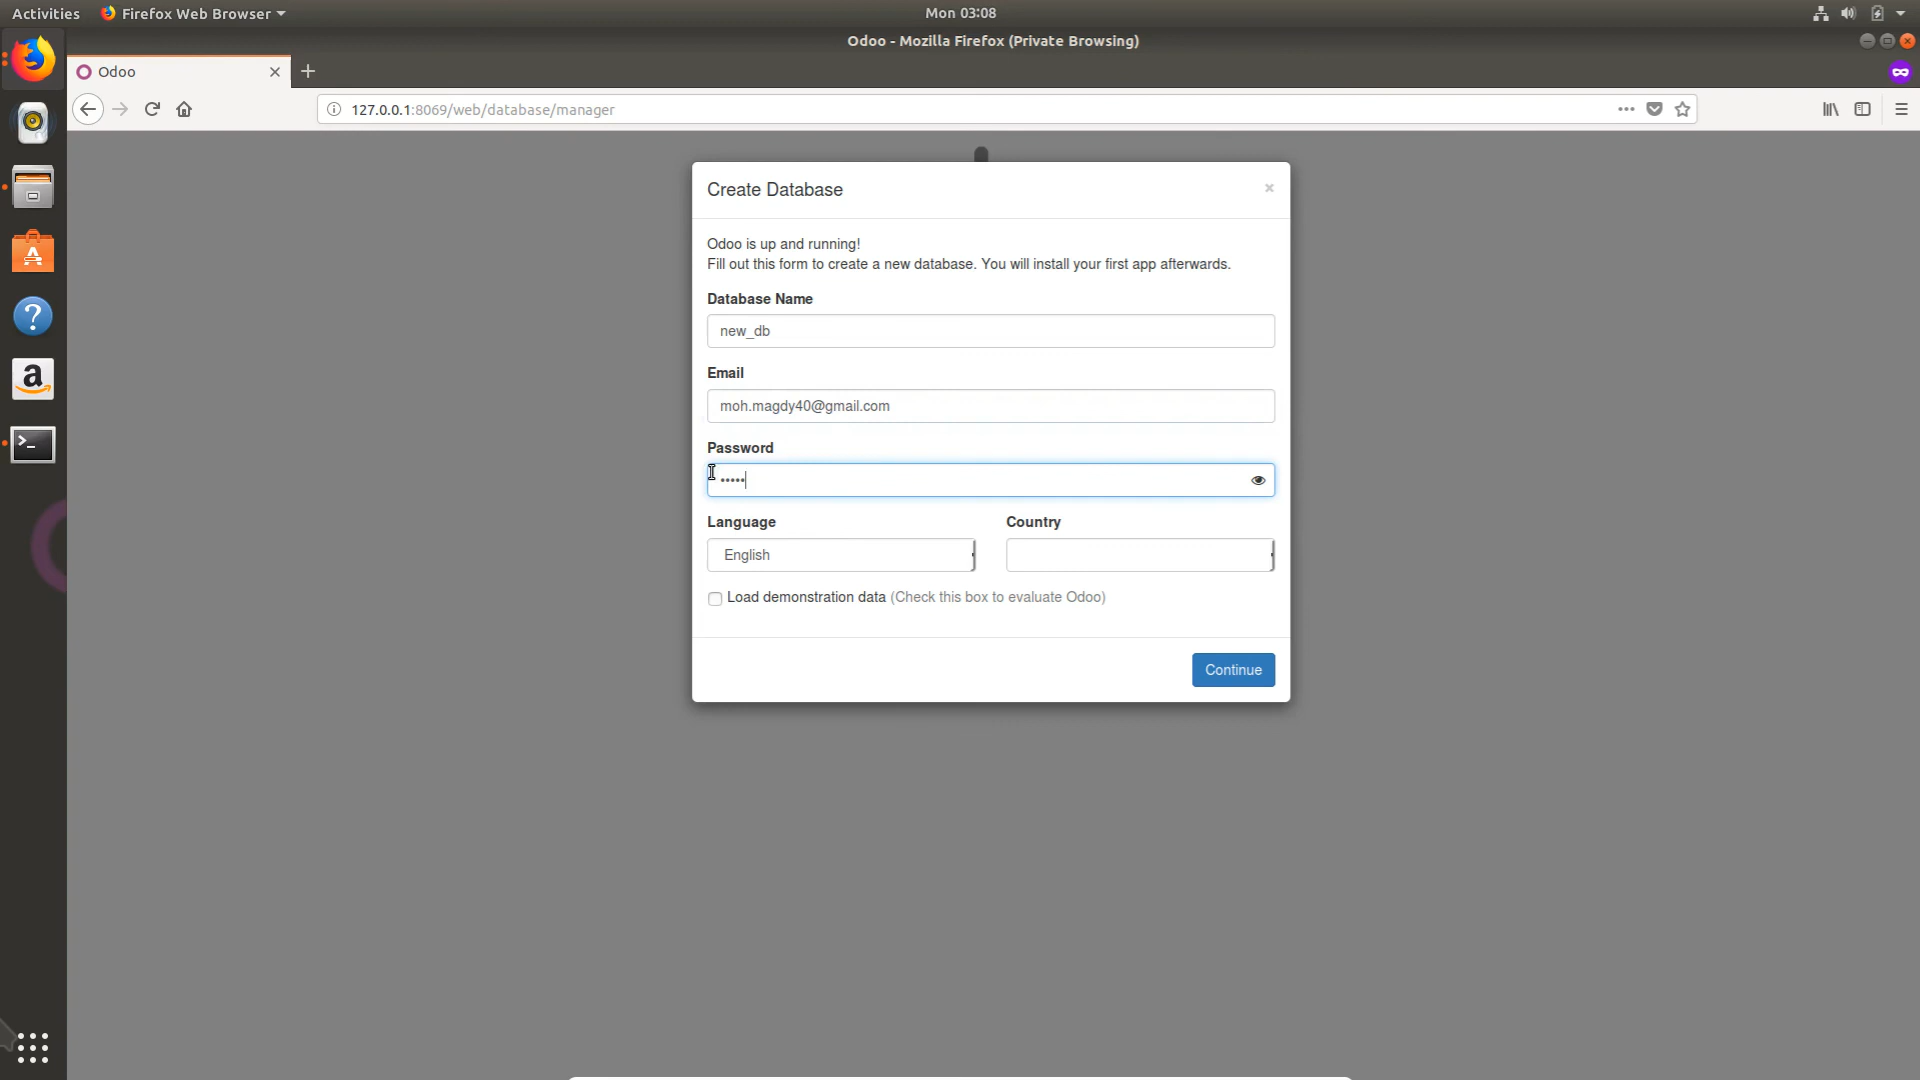 Activities
Firefox Web Browser
Mon 03:08
Odoo - Mozilla Firefox (Private Browsing)
Odoo
127.0.0.1:8069/web/database/manager
Create Database
×
Odoo is up and running!
Fill out this form to create a new database. You will install your first app afterwards.
Database Name
new_db
Email
moh.magdy40@gmail.com
Password
•••••
Language
Country
English
Load demonstration data (Check this box to evaluate Odoo)
Continue